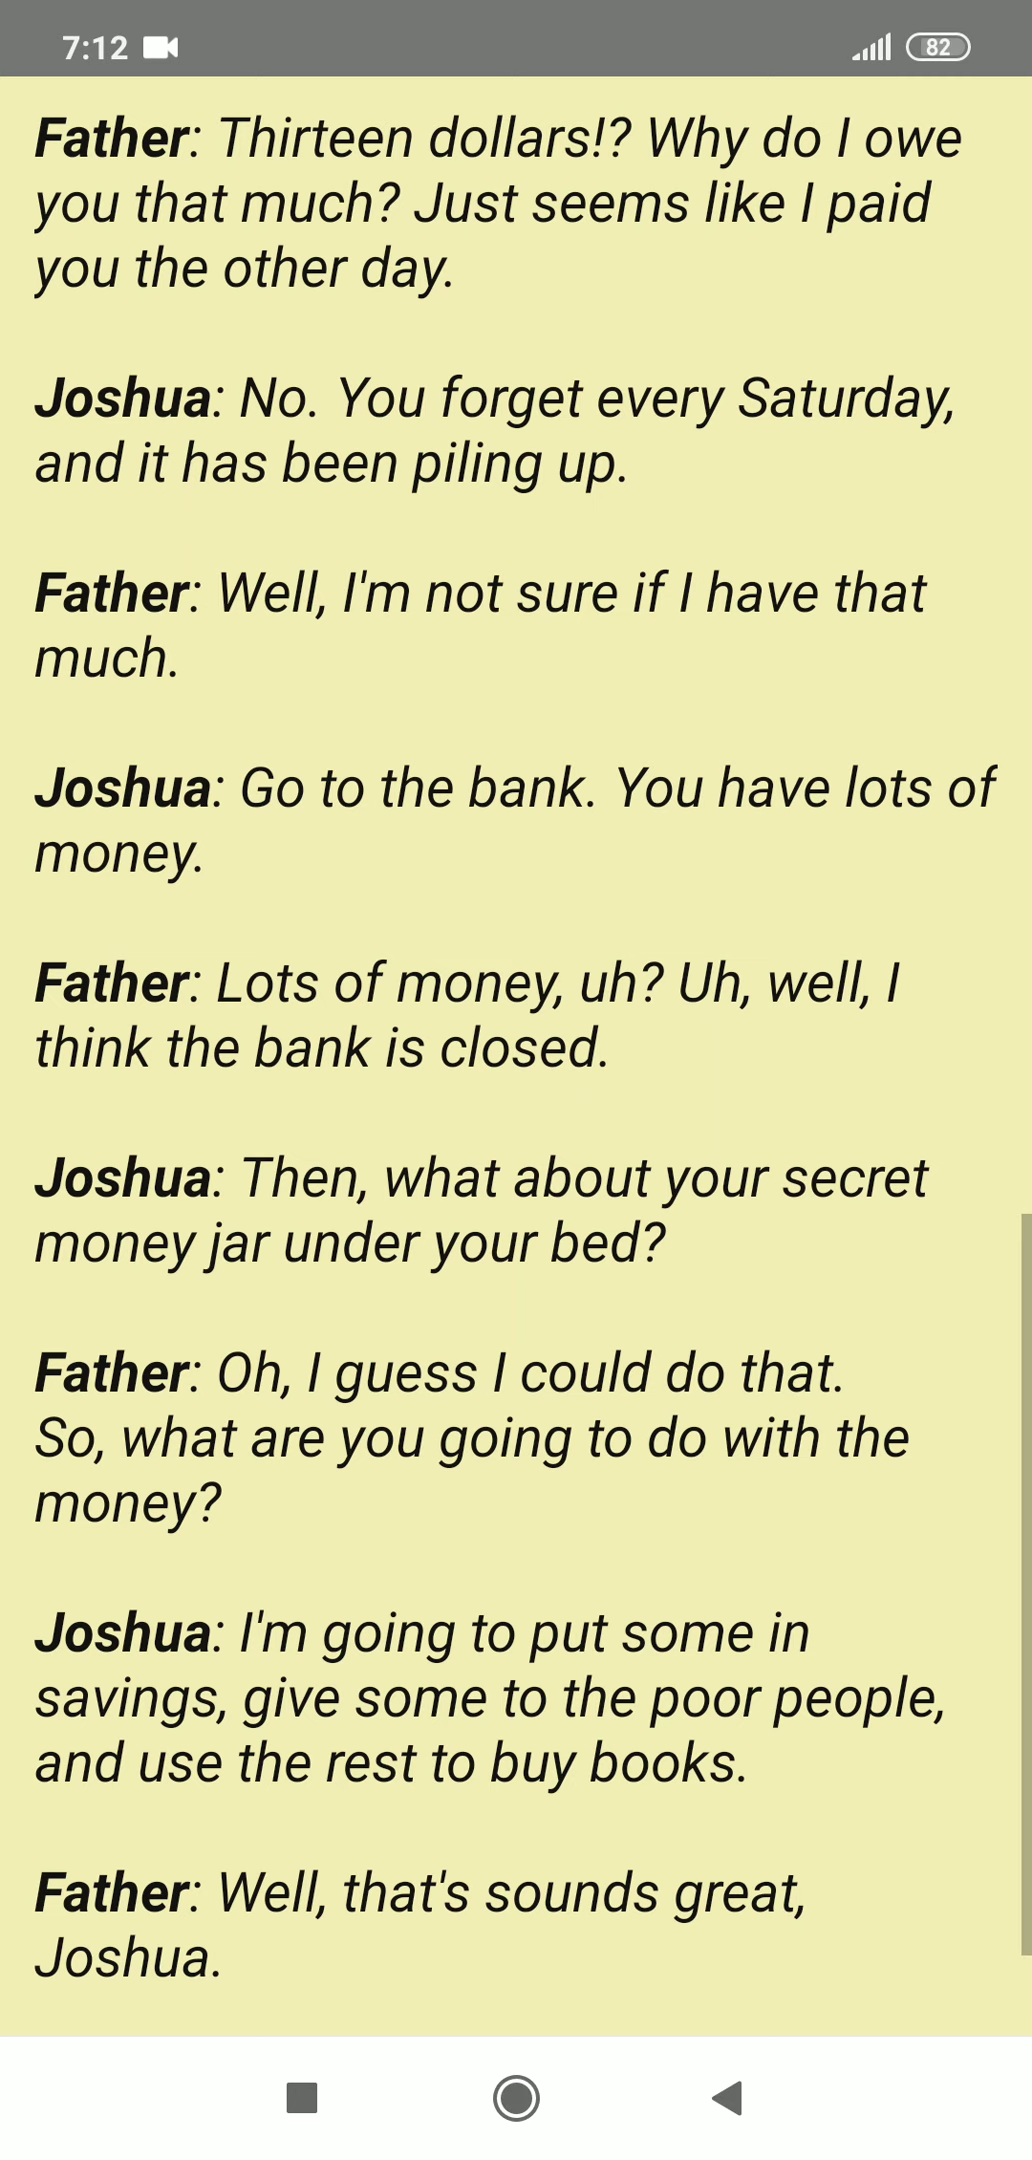 7:12
82
Father: Thirteen dollars!? Why do I owe
you that much? Just seems like I paid
you the other day.
Joshua: No. You forget every Saturday,
and it has been piling up.
Father: Well, I'm not sure if I have that
much.
Joshua: Go to the bank. You have lots of
money.
Father: Lots of money, uh? Uh, well, I
think the bank is closed.
Joshua: Then, what about your secret
money jar under your bed?
Father: Oh, I guess I could do that.
So, what are you going to do with the
money?
Joshua: I'm going to put some in
savings, give some to the poor people,
and use the rest to buy books.
Father: Well, that's sounds great,
Joshua.